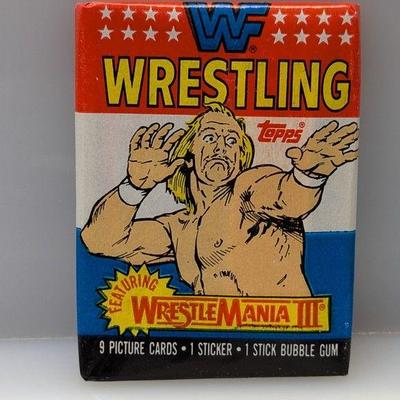 WF®
WRESTLING
topps®
FEATURING
WRESTLEMANIA III®
9 PICTURE CARDS • 1 STICKER • 1 STICK BUBBLE GUM